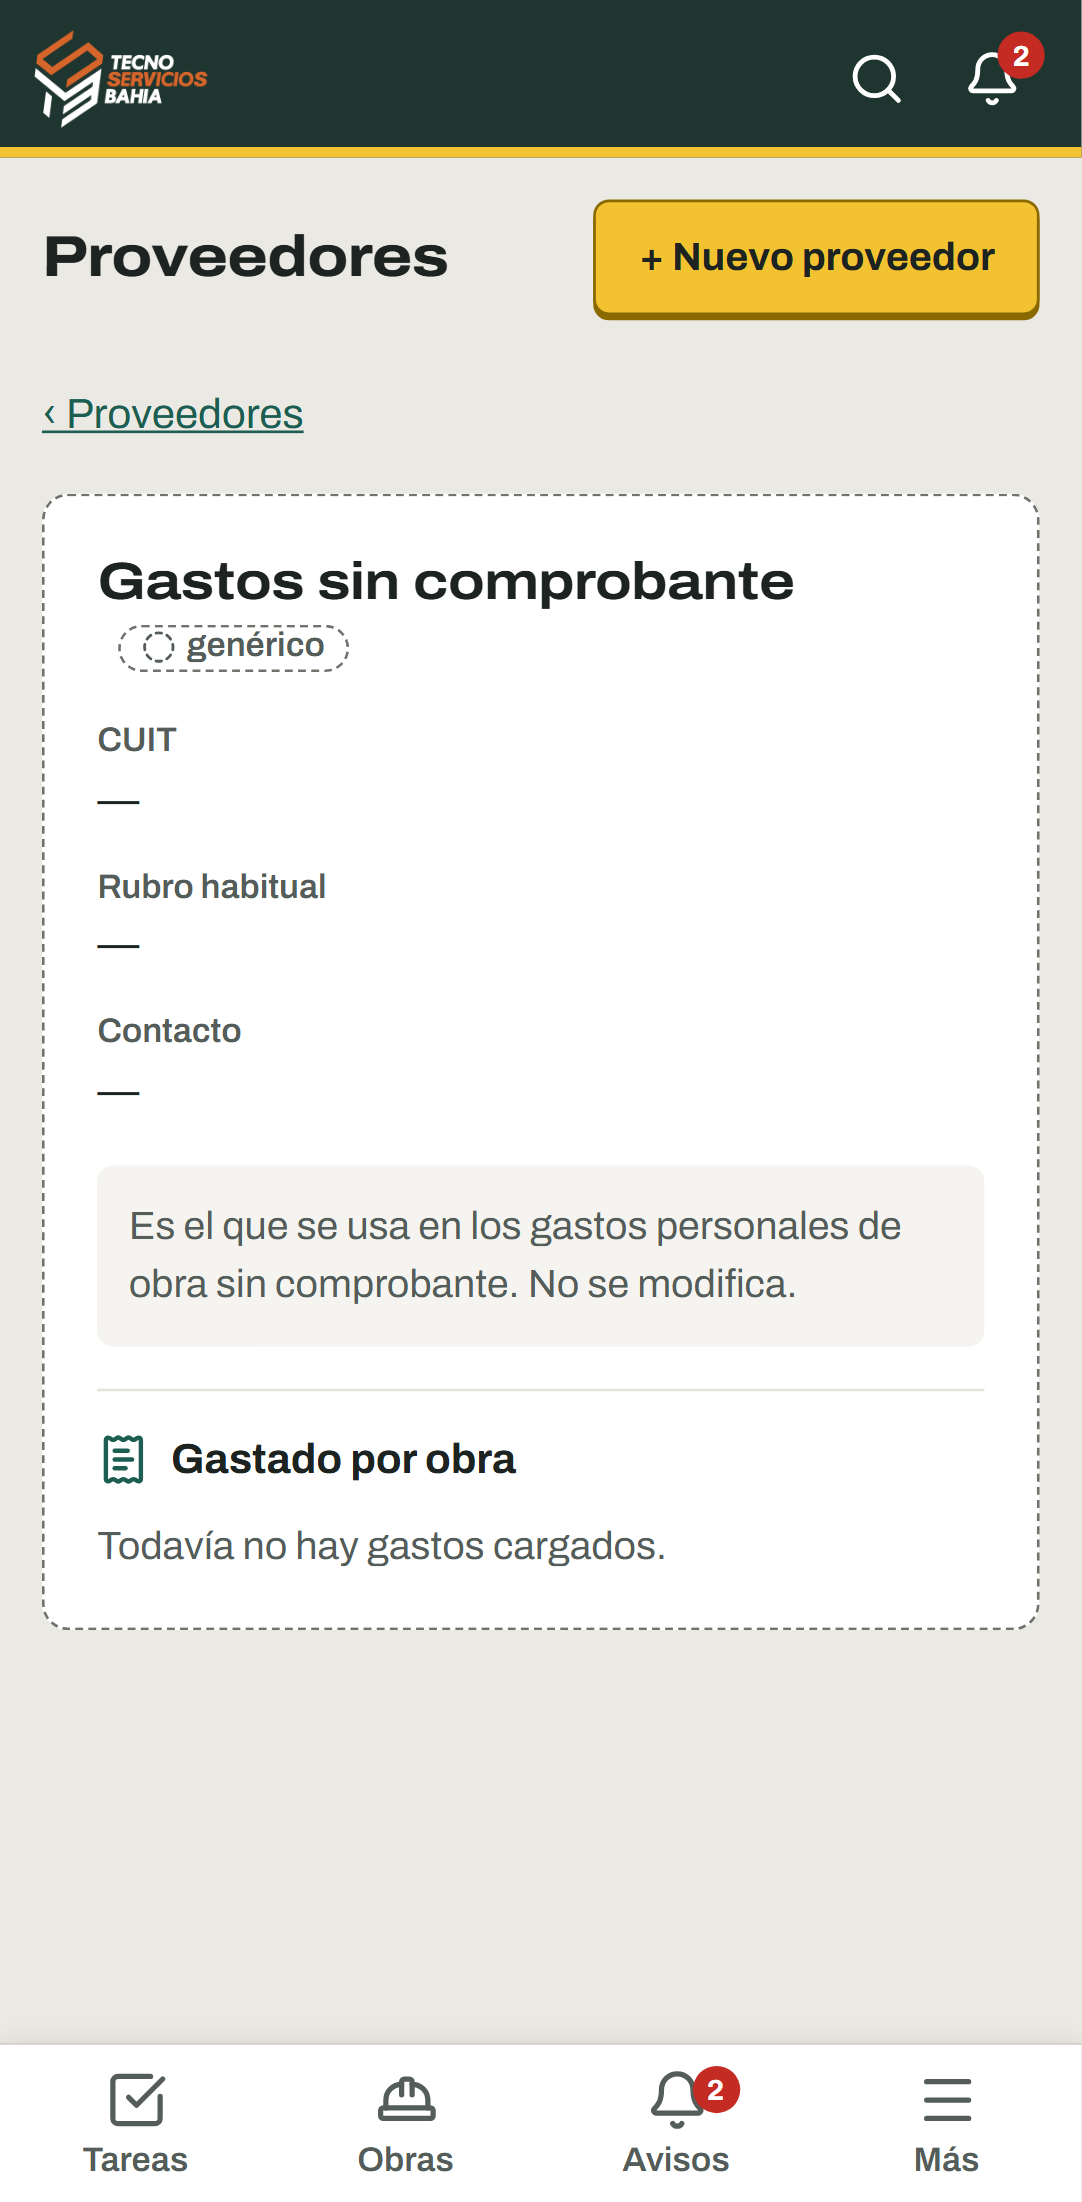 TECNO
SERVICIOS
BAHIA
2
Proveedores
+ Nuevo proveedor
‹ Proveedores
Gastos sin comprobante
genérico
CUIT
—
Rubro habitual
—
Contacto
—
Es el que se usa en los gastos personales de
obra sin comprobante. No se modifica.
Gastado por obra
Todavía no hay gastos cargados.
2
Tareas
Obras
Avisos
Más